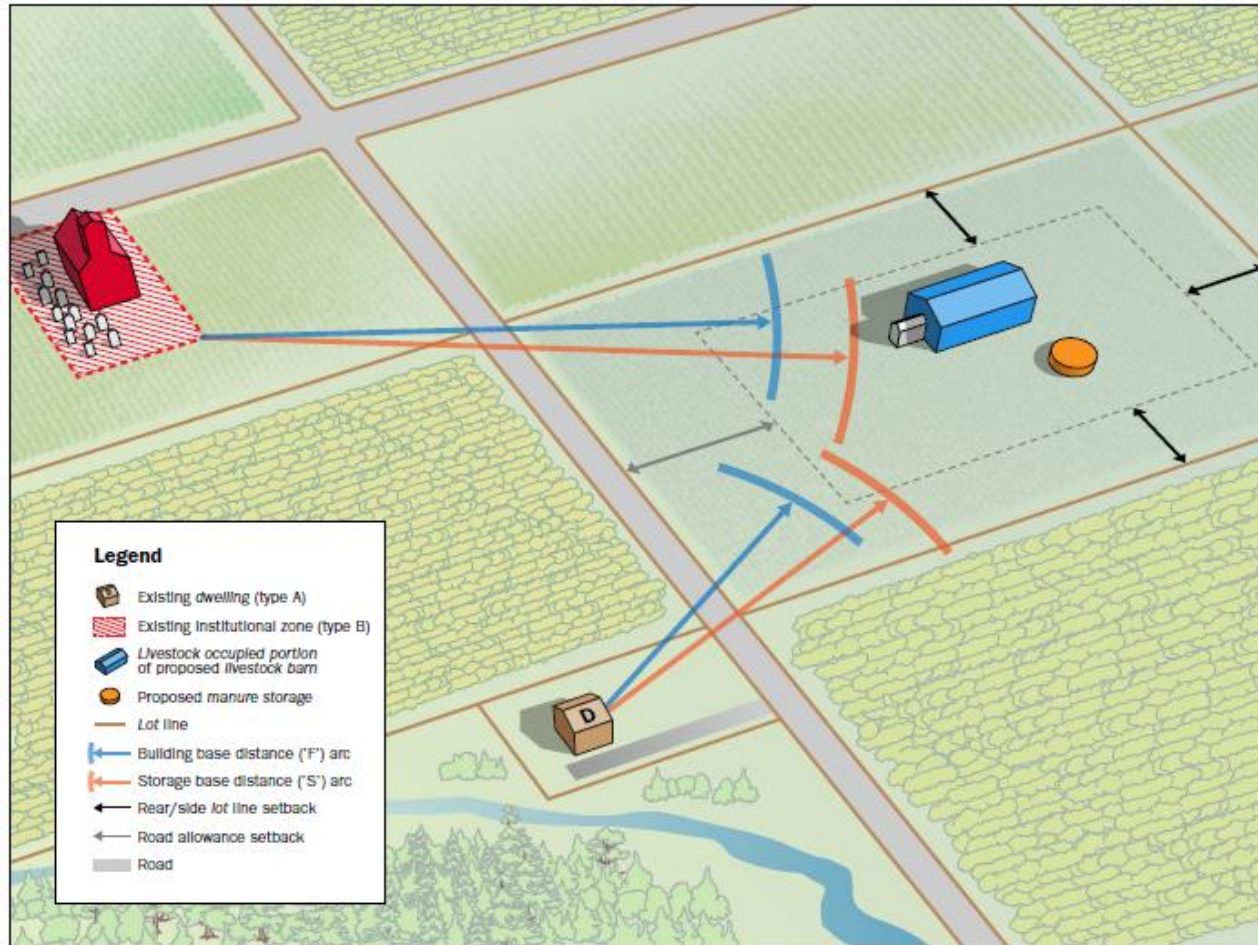 D
Legend
D
Existing dwelling (type A)
Existing institutional zone (type B)
Livestock occupied portion
of proposed livestock barn
Proposed manure storage
Lot line
Building base distance ("F") arc
Storage base distance ("S") arc
Rear/side lot line setback
Road allowance setback
Road